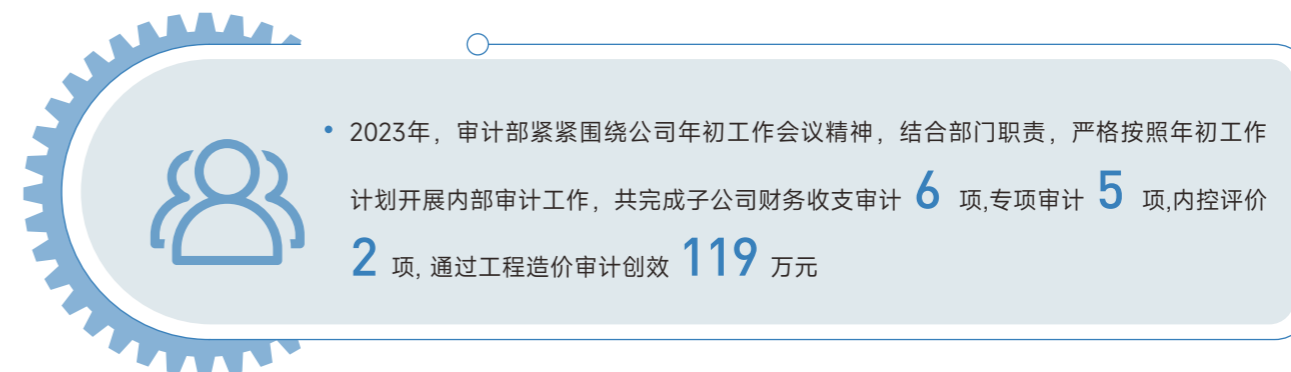 • 2023年，审计部紧紧围绕公司年初工作会议精神，结合部门职责，严格按照年初工作
计划开展内部审计工作，共完成子公司财务收支审计 6 项,专项审计 5 项,内控评价
2 项, 通过工程造价审计创效 119 万元